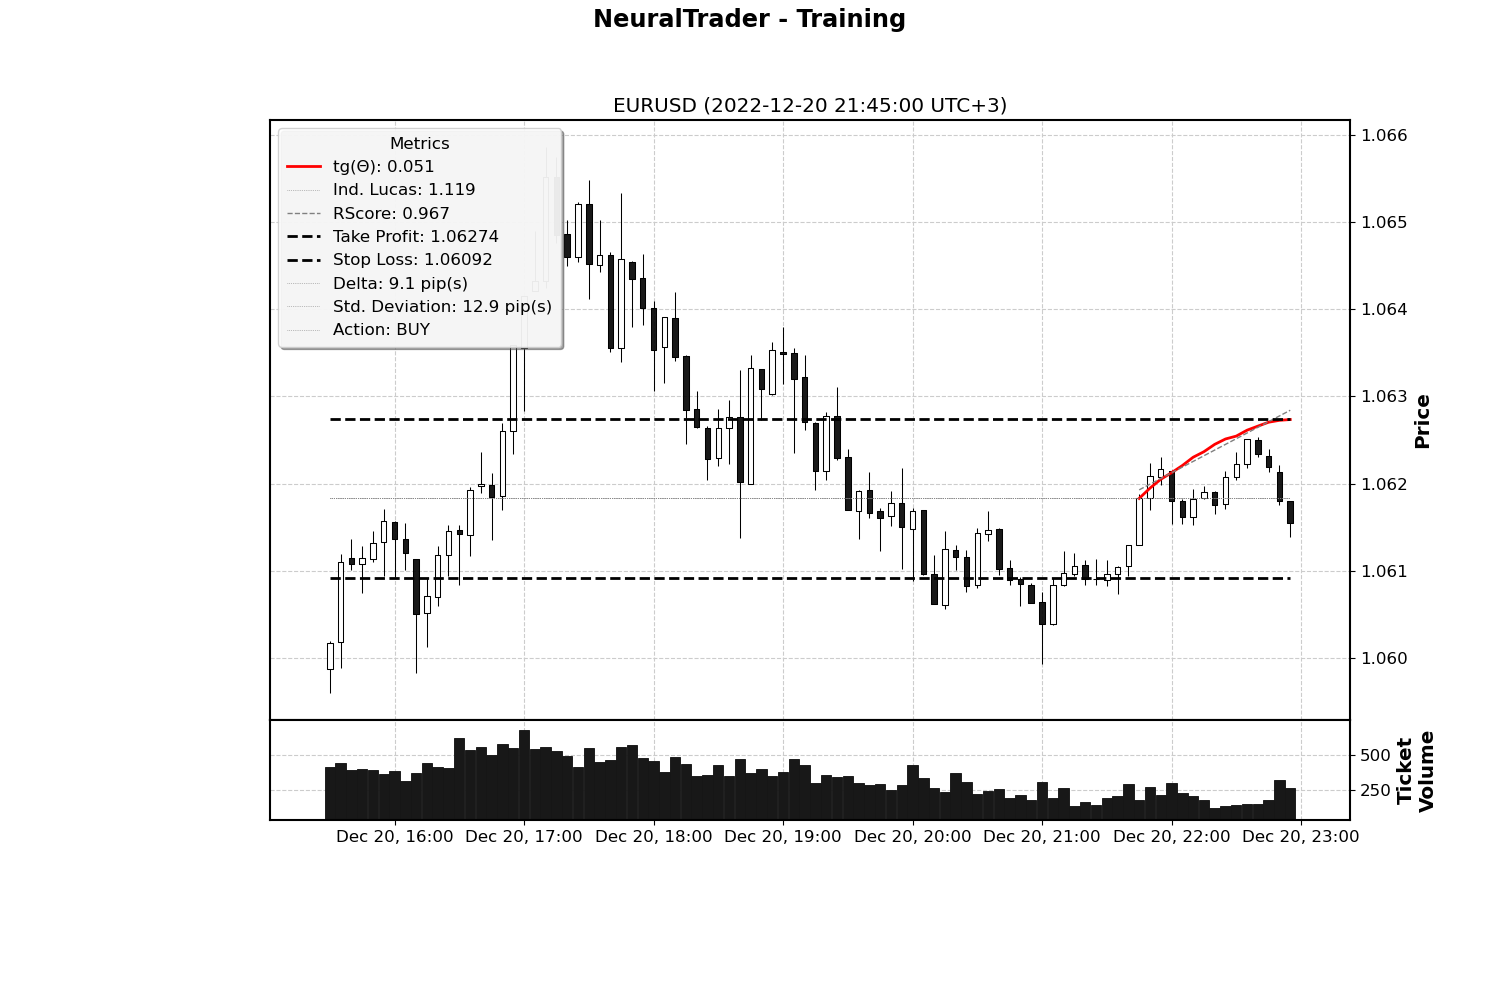 NeuralTrader - Training
EURUSD (2022-12-20 21:45:00 UTC+3)
Metrics
tg(Θ): 0.051
Ind. Lucas: 1.119
RScore: 0.967
Take Profit: 1.06274
Stop Loss: 1.06092
Delta: 9.1 pip(s)
Std. Deviation: 12.9 pip(s)
Action: BUY
1.066
1.065
1.064
1.063
1.062
1.061
1.060
Price
500
250
Ticket
Volume
Dec 20, 16:00 Dec 20, 17:00 Dec 20, 18:00 Dec 20, 19:00 Dec 20, 20:00 Dec 20, 21:00 Dec 20, 22:00 Dec 20, 23:00